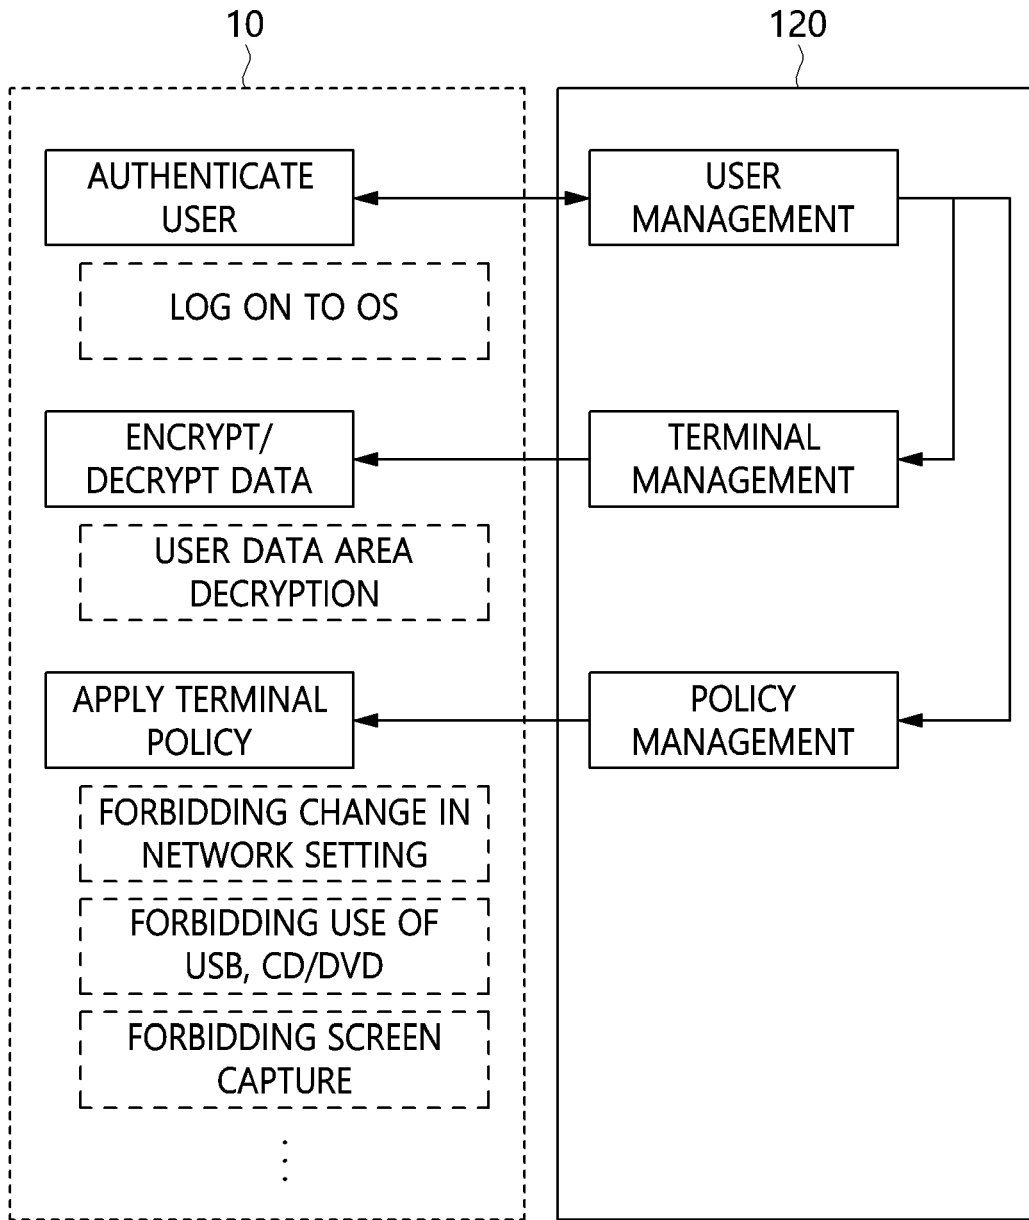 10
120
AUTHENTICATE
USER
USER
MANAGEMENT
LOG ON TO OS
ENCRYPT/
DECRYPT DATA
TERMINAL
MANAGEMENT
USER DATA AREA
DECRYPTION
APPLY TERMINAL
POLICY
POLICY
MANAGEMENT
FORBIDDING CHANGE IN
NETWORK SETTING
FORBIDDING USE OF
USB, CD/DVD
FORBIDDING SCREEN
CAPTURE